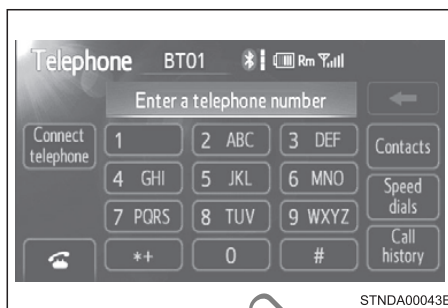 Telephone BT01 Rm
Enter a telephone number
Connect
telephone
1
2 ABC
3 DEF
Contacts
4 GHI
5 JKL
6 MNO
Speed
dials
7 PQRS
8 TUV
9 WXYZ
Call
history
*+
0
#
STNDA00043E